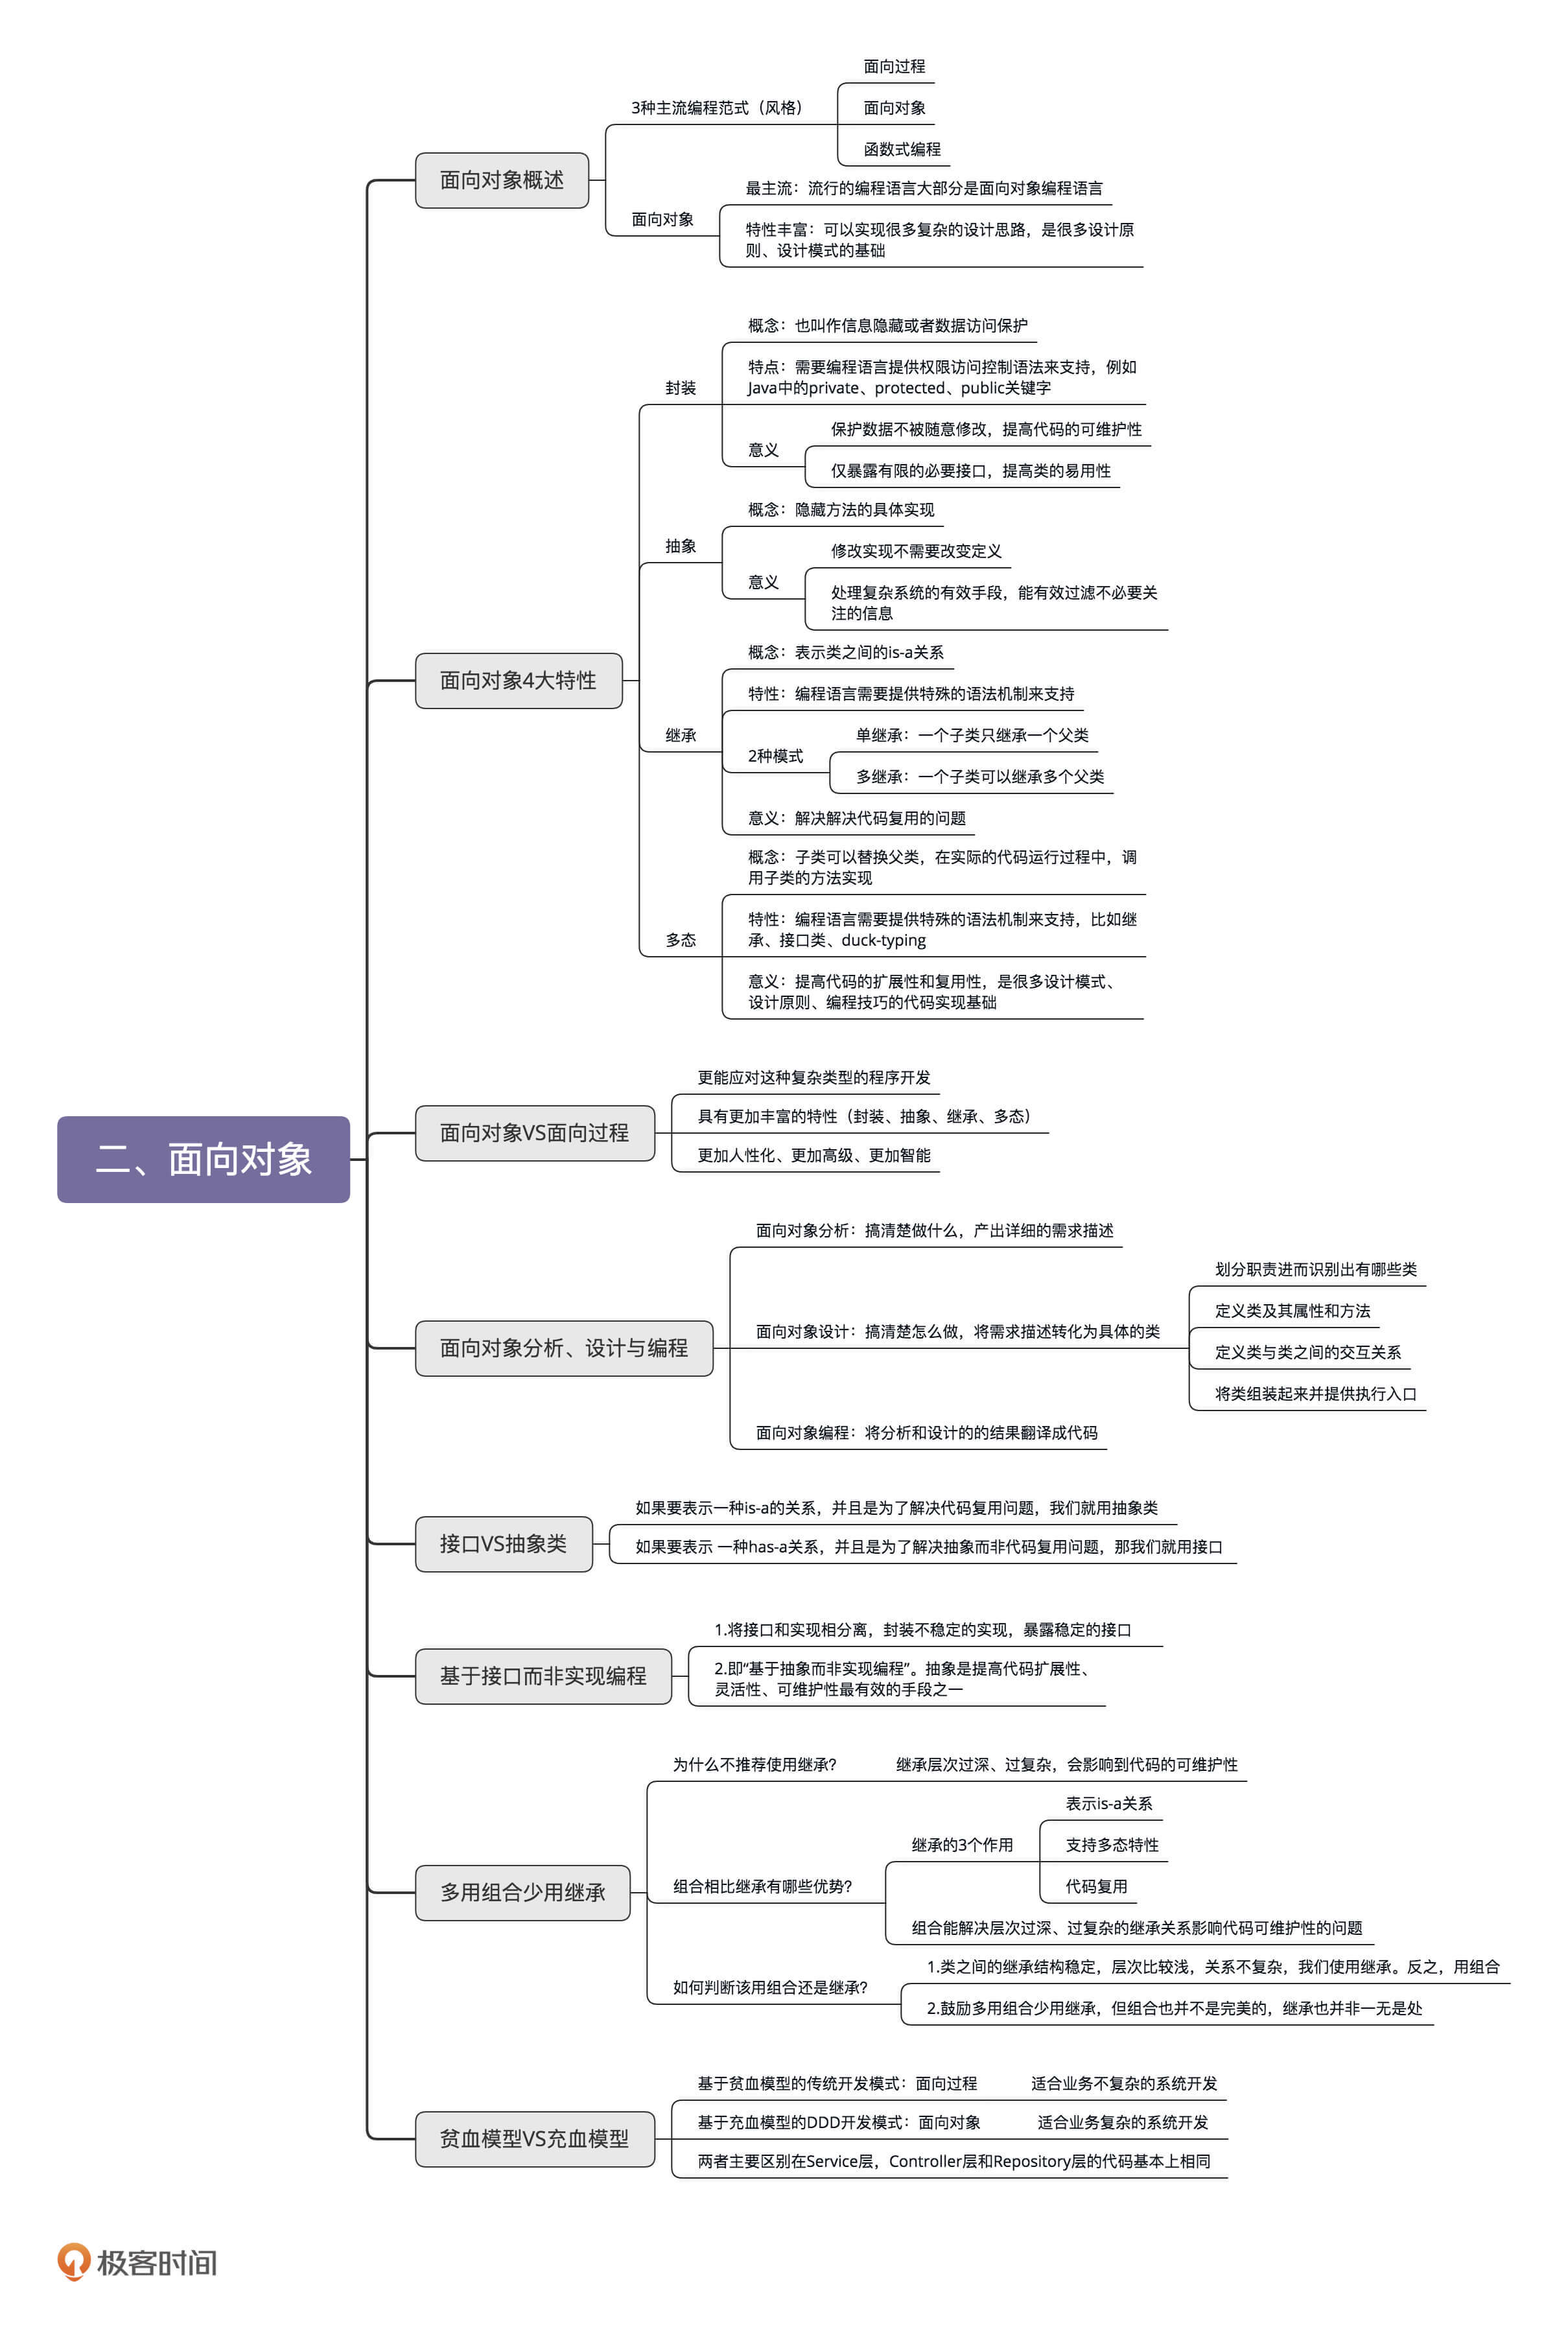 二、面向对象
面向对象概述
3种主流编程范式（风格）
面向过程
面向对象
函数式编程
面向对象
最主流：流行的编程语言大部分是面向对象编程语言
特性丰富：可以实现很多复杂的设计思路，是很多设计原
则、设计模式的基础
面向对象4大特性
封装
概念：也叫作信息隐藏或者数据访问保护
特点：需要编程语言提供权限访问控制语法来支持，例如
Java中的private、protected、public关键字
意义
保护数据不被随意修改，提高代码的可维护性
仅暴露有限的必要接口，提高类的易用性
抽象
概念：隐藏方法的具体实现
意义
修改实现不需要改变定义
处理复杂系统的有效手段，能有效过滤不必要关
注的信息
继承
概念：表示类之间的is-a关系
特性：编程语言需要提供特殊的语法机制来支持
2种模式
单继承：一个子类只继承一个父类
多继承：一个子类可以继承多个父类
意义：解决解决代码复用的问题
多态
概念：子类可以替换父类，在实际的代码运行过程中，调
用子类的方法实现
特性：编程语言需要提供特殊的语法机制来支持，比如继
承、接口类、duck-typing
意义：提高代码的扩展性和复用性，是很多设计模式、
设计原则、编程技巧的代码实现基础
面向对象VS面向过程
更能应对这种复杂类型的程序开发
具有更加丰富的特性（封装、抽象、继承、多态）
更加人性化、更加高级、更加智能
面向对象分析、设计与编程
面向对象分析：搞清楚做什么，产出详细的需求描述
面向对象设计：搞清楚怎么做，将需求描述转化为具体的类
划分职责进而识别出有哪些类
定义类及其属性和方法
定义类与类之间的交互关系
将类组装起来并提供执行入口
面向对象编程：将分析和设计的的结果翻译成代码
接口VS抽象类
如果要表示一种is-a的关系，并且是为了解决代码复用问题，我们就用抽象类
如果要表示 一种has-a关系，并且是为了解决抽象而非代码复用问题，那我们就用接口
基于接口而非实现编程
1.将接口和实现相分离，封装不稳定的实现，暴露稳定的接口
2.即“基于抽象而非实现编程”。抽象是提高代码扩展性、
灵活性、可维护性最有效的手段之一
多用组合少用继承
为什么不推荐使用继承？
继承层次过深、过复杂，会影响到代码的可维护性
组合相比继承有哪些优势？
继承的3个作用
表示is-a关系
支持多态特性
代码复用
组合能解决层次过深、过复杂的继承关系影响代码可维护性的问题
如何判断该用组合还是继承？
1.类之间的继承结构稳定，层次比较浅，关系不复杂，我们使用继承。反之，用组合
2.鼓励多用组合少用继承，但组合也并不是完美的，继承也并非一无是处
贫血模型VS充血模型
基于贫血模型的传统开发模式：面向过程
适合业务不复杂的系统开发
基于充血模型的DDD开发模式：面向对象
适合业务复杂的系统开发
两者主要区别在Service层，Controller层和Repository层的代码基本上相同
极客时间